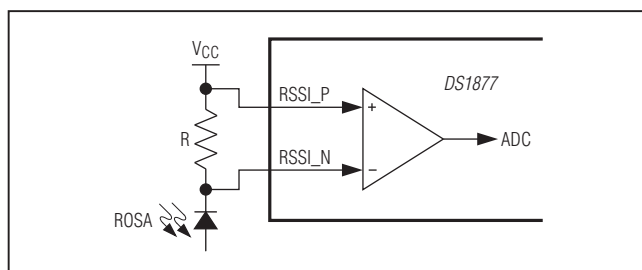 VCC
DS1877
RSSI_P
+
ADC
R
RSSI_N
−
ROSA